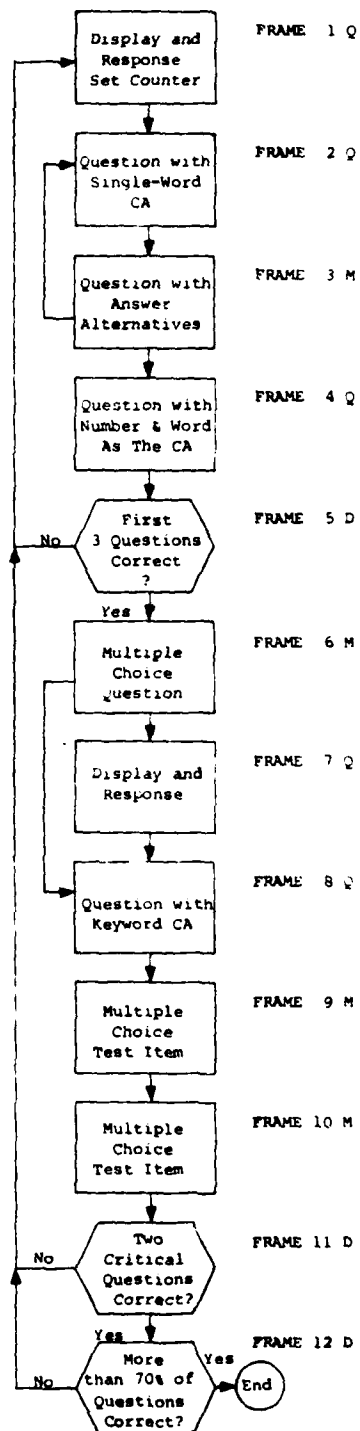 Display and
Response
Set Counter
FRAME 1 Q
Question with
Single-Word
CA
FRAME 2 Q
Question with
Answer
Alternatives
FRAME 3 M
Question with
Number & Word
As The CA
FRAME 4 Q
First
3 Questions
Correct
?
FRAME 5 D
No
Yes
Multiple
Choice
Question
FRAME 6 M
Display and
Response
FRAME 7 Q
Question with
Keyword CA
FRAME 8 Q
Multiple
Choice
Test Item
FRAME 9 M
Multiple
Choice
Test Item
FRAME 10 M
Two
Critical
Questions
Correct?
FRAME 11 D
No
Yes
More
than 70% of
Questions
Correct?
FRAME 12 D
No
Yes
End